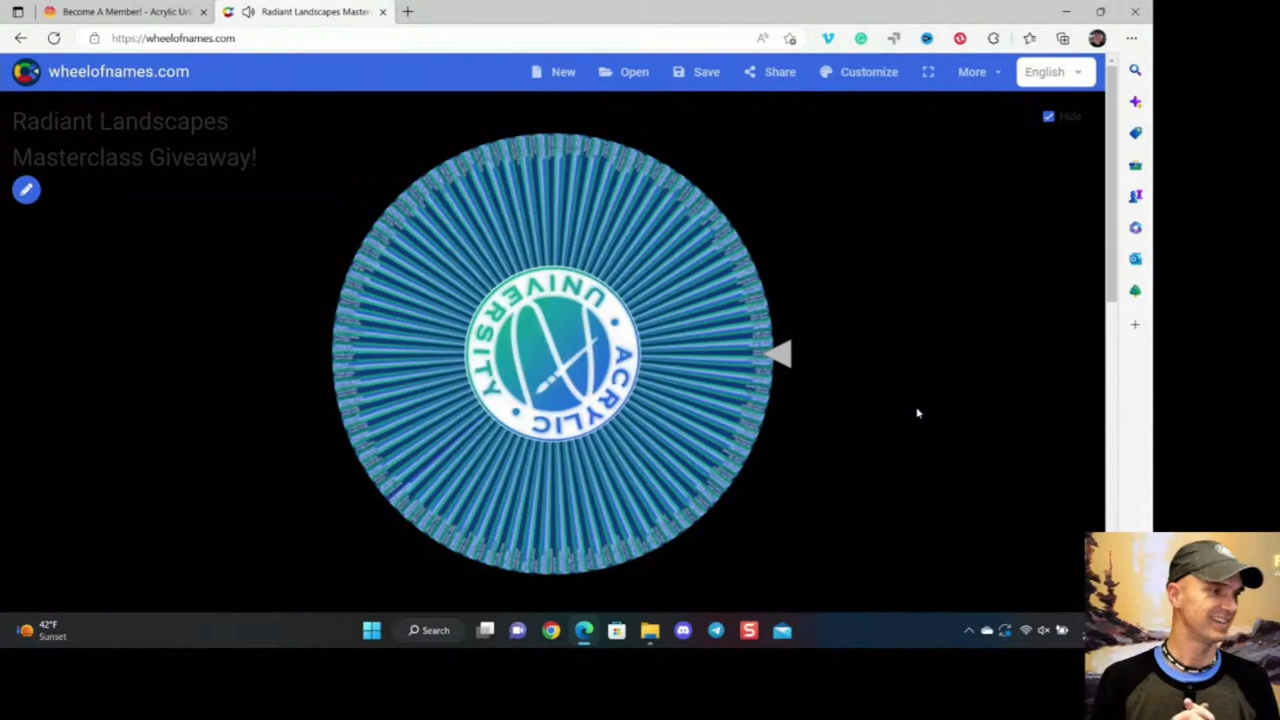 Become A Member! - Acrylic Uni
Radiant Landscapes Master
https://wheelofnames.com
wheelofnames.com
New
Open
Save
Share
Customize
More
English
Radiant Landscapes
Masterclass Giveaway!
Hide
ACRYLIC • UNIVERSITY •
42°F
Sunset
Search